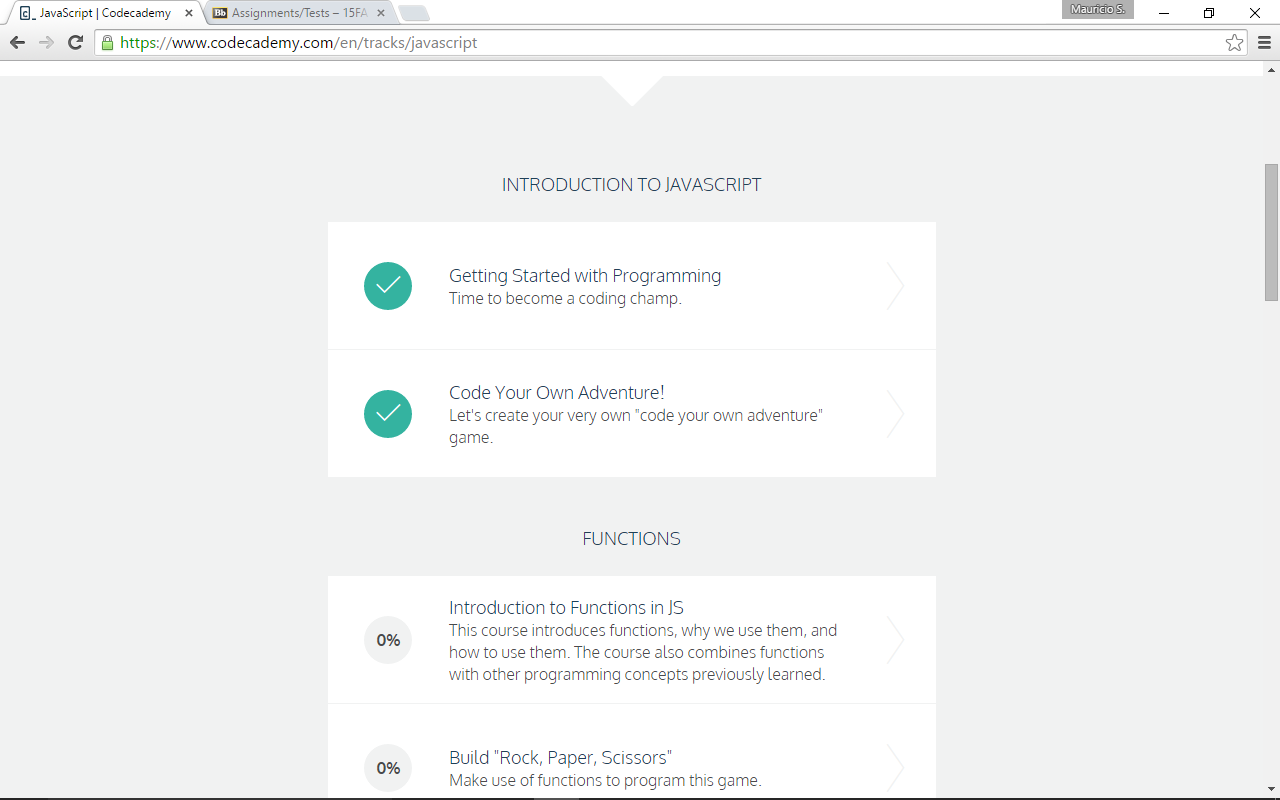 JavaScript | Codecademy
Bb Assignments/Tests – 15FA
Mauricio S.
https://www.codecademy.com/en/tracks/javascript
INTRODUCTION TO JAVASCRIPT
Getting Started with Programming
Time to become a coding champ.
Code Your Own Adventure!
Let's create your very own "code your own adventure"
game.
FUNCTIONS
0%
Introduction to Functions in JS
This course introduces functions, why we use them, and
how to use them. The course also combines functions
with other programming concepts previously learned.
0%
Build "Rock, Paper, Scissors"
Make use of functions to program this game.